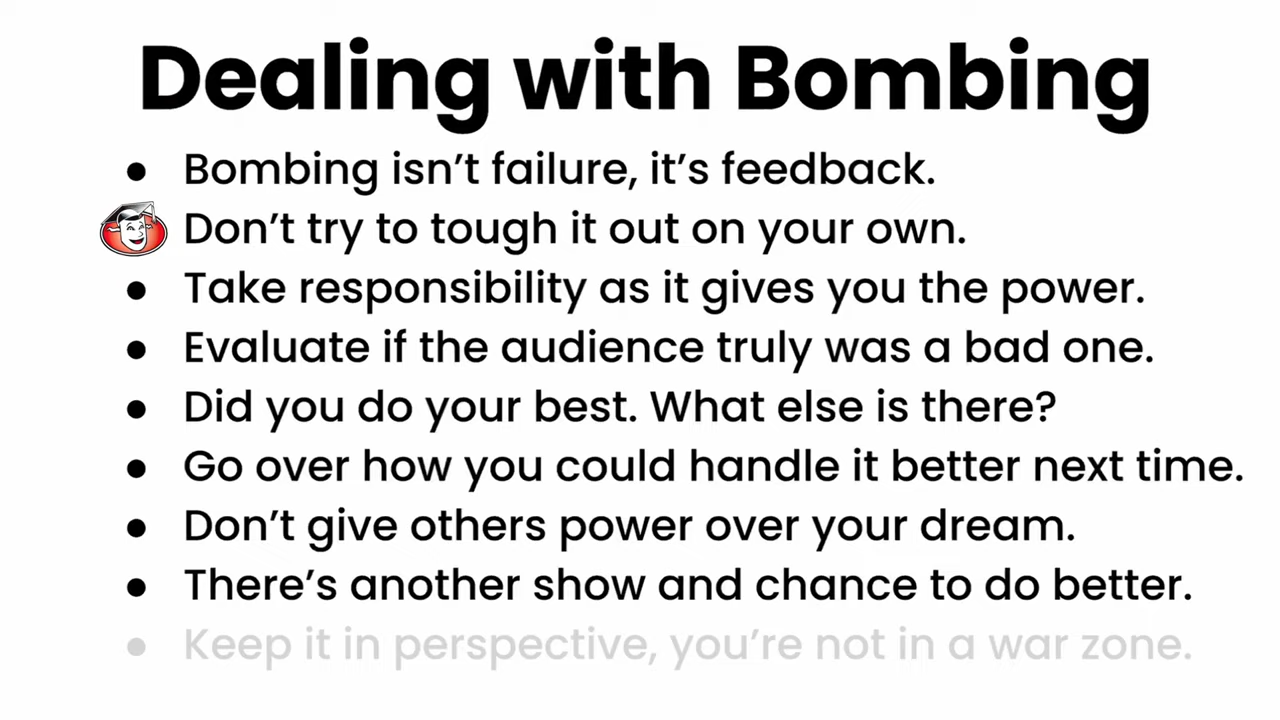 Dealing with Bombing
● Bombing isn’t failure, it’s feedback.
Don’t try to tough it out on your own.
● Take responsibility as it gives you the power.
● Evaluate if the audience truly was a bad one.
● Did you do your best. What else is there?
● Go over how you could handle it better next time.
● Don’t give others power over your dream.
● There’s another show and chance to do better.
● Keep it in perspective, you’re not in a war zone.